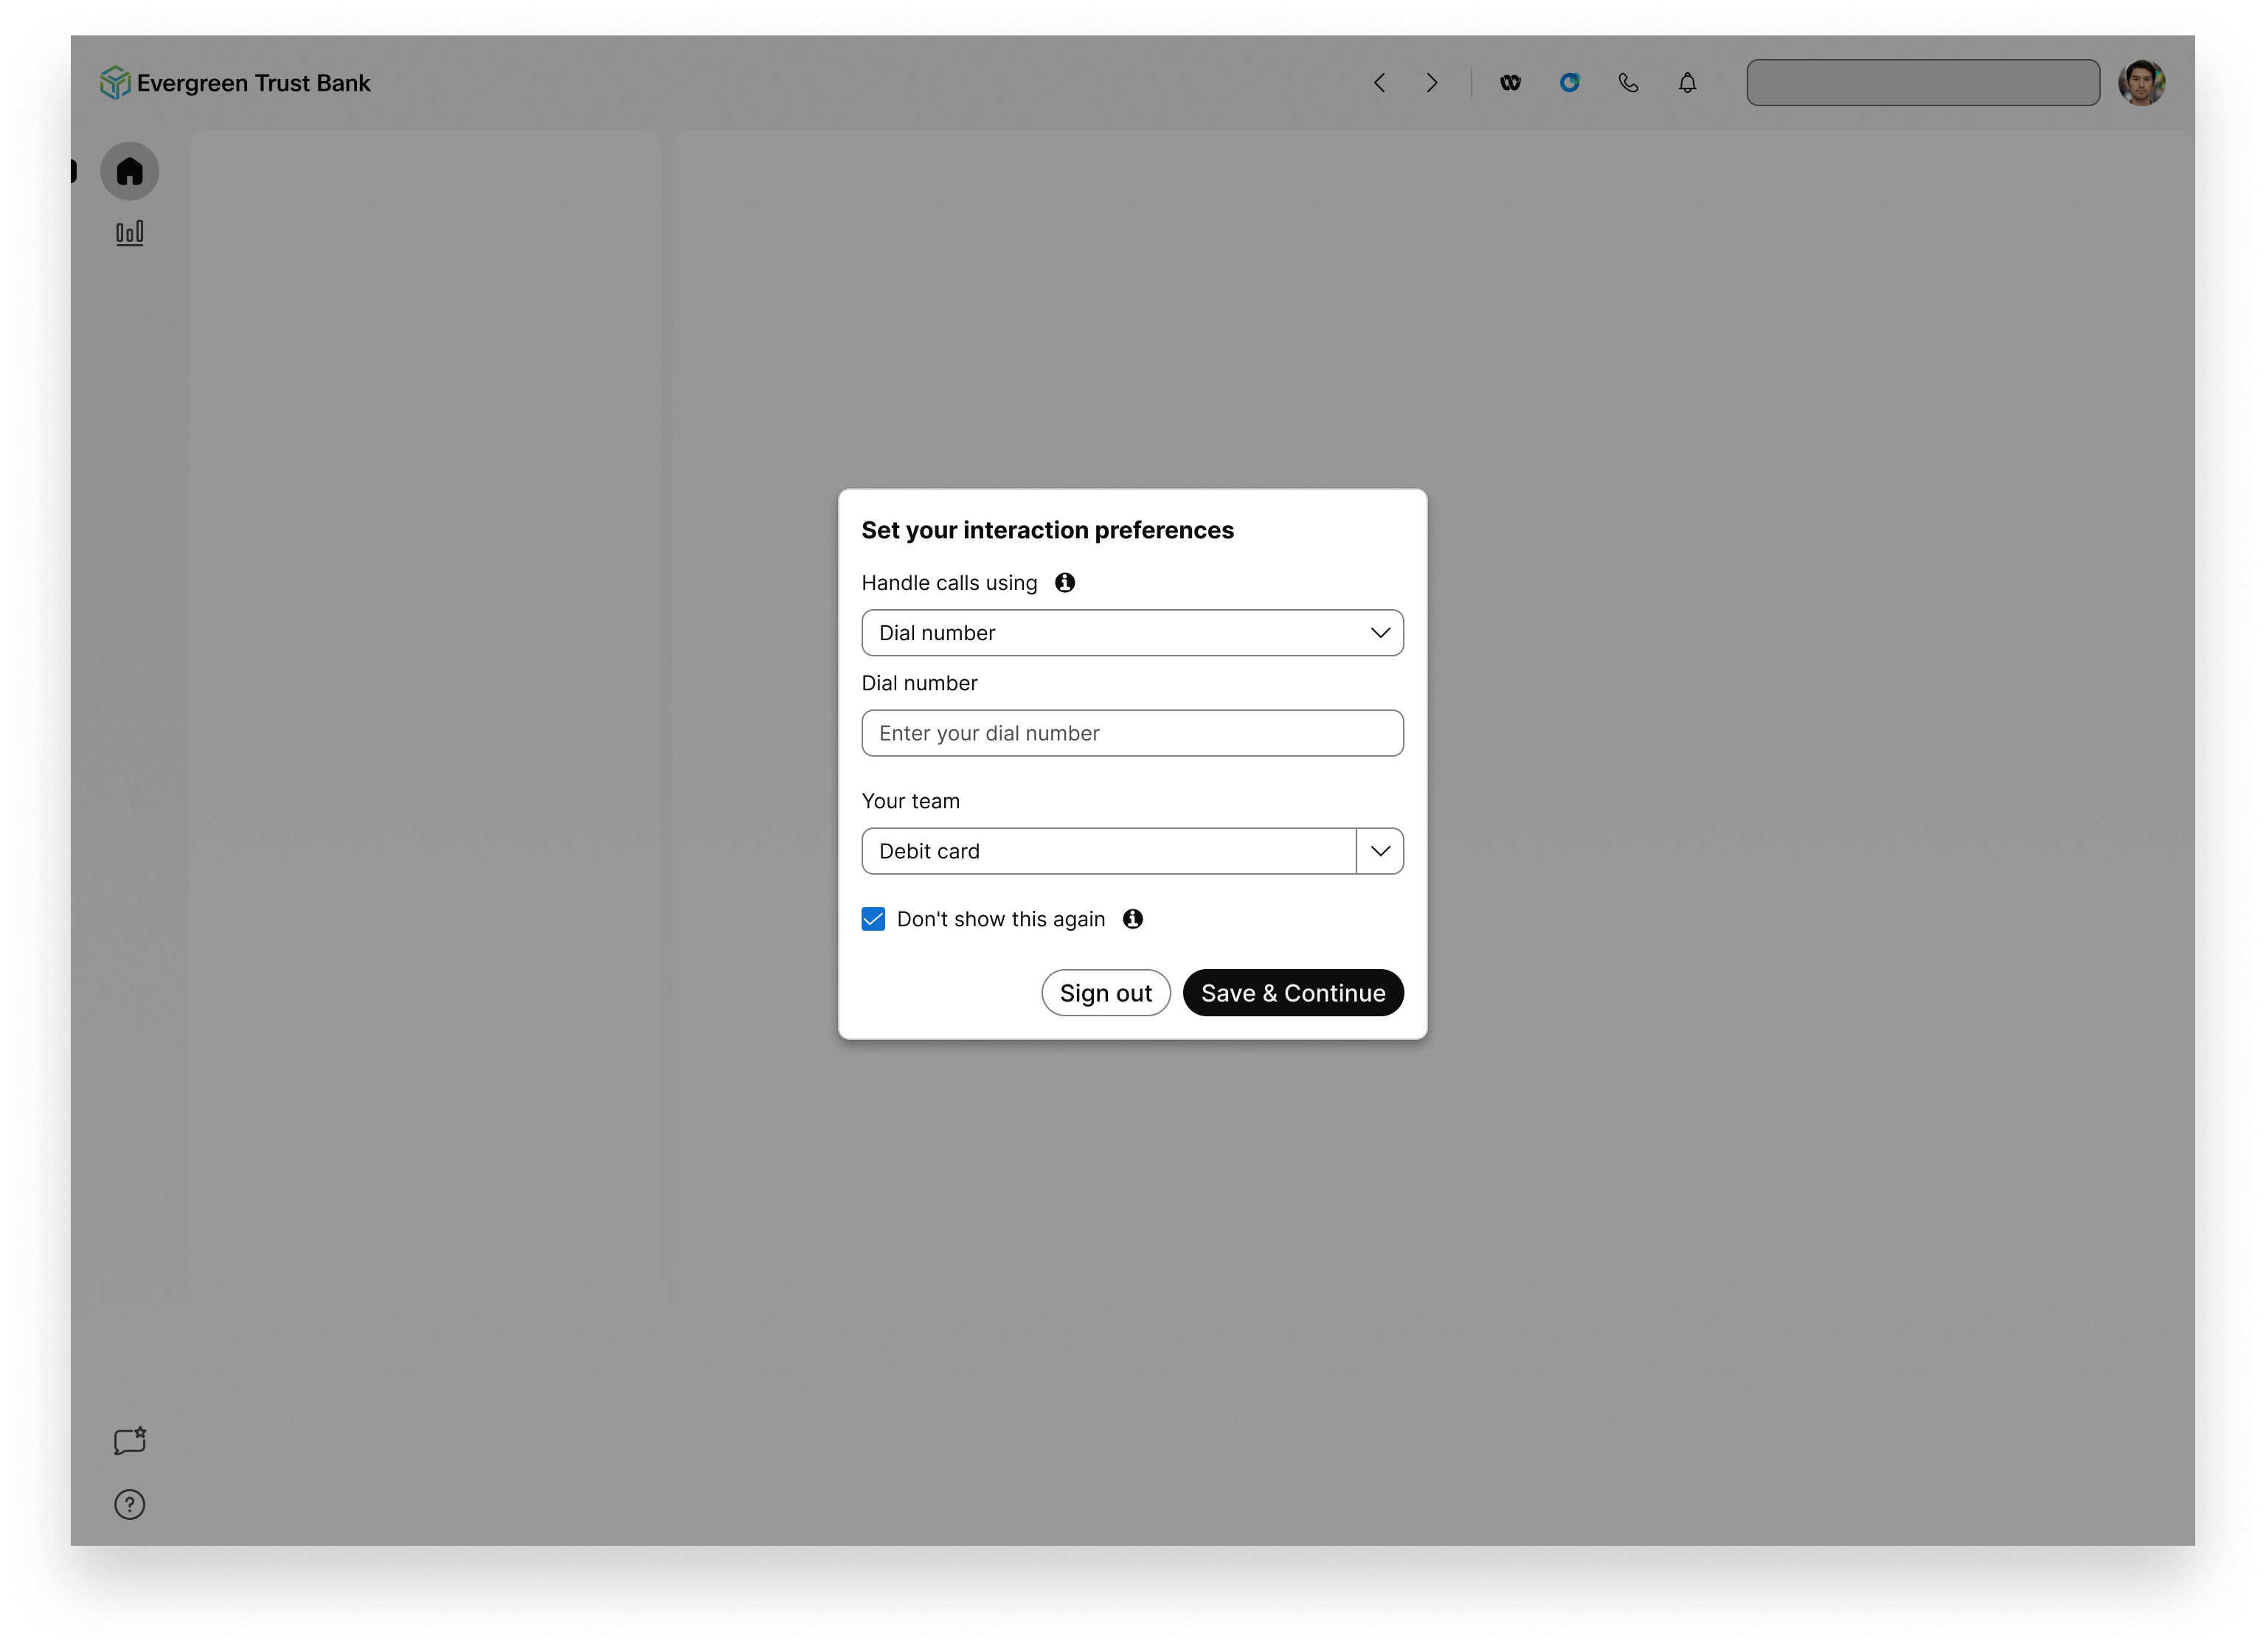 Evergreen Trust Bank
Set your interaction preferences
Handle calls using
Dial number
Dial number
Enter your dial number
Your team
Debit card
Don't show this again
Sign out
Save & Continue